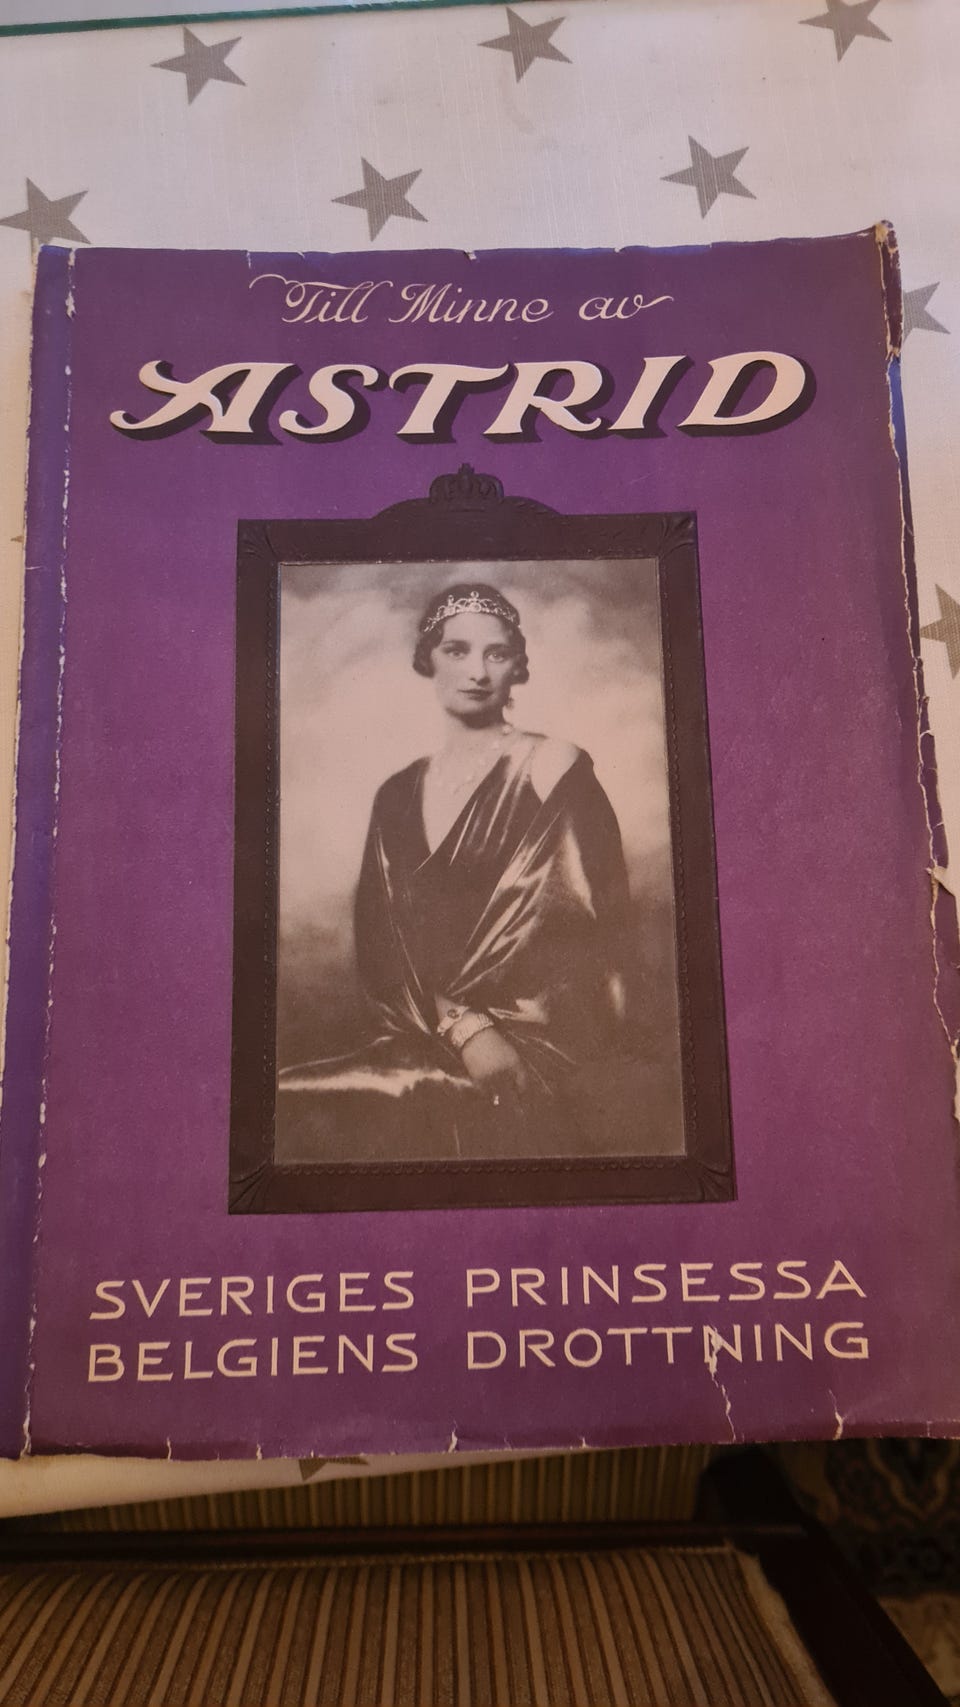 Till Minne av
ASTRID
SVERIGES PRINSESSA
BELGIENS DROTTNING